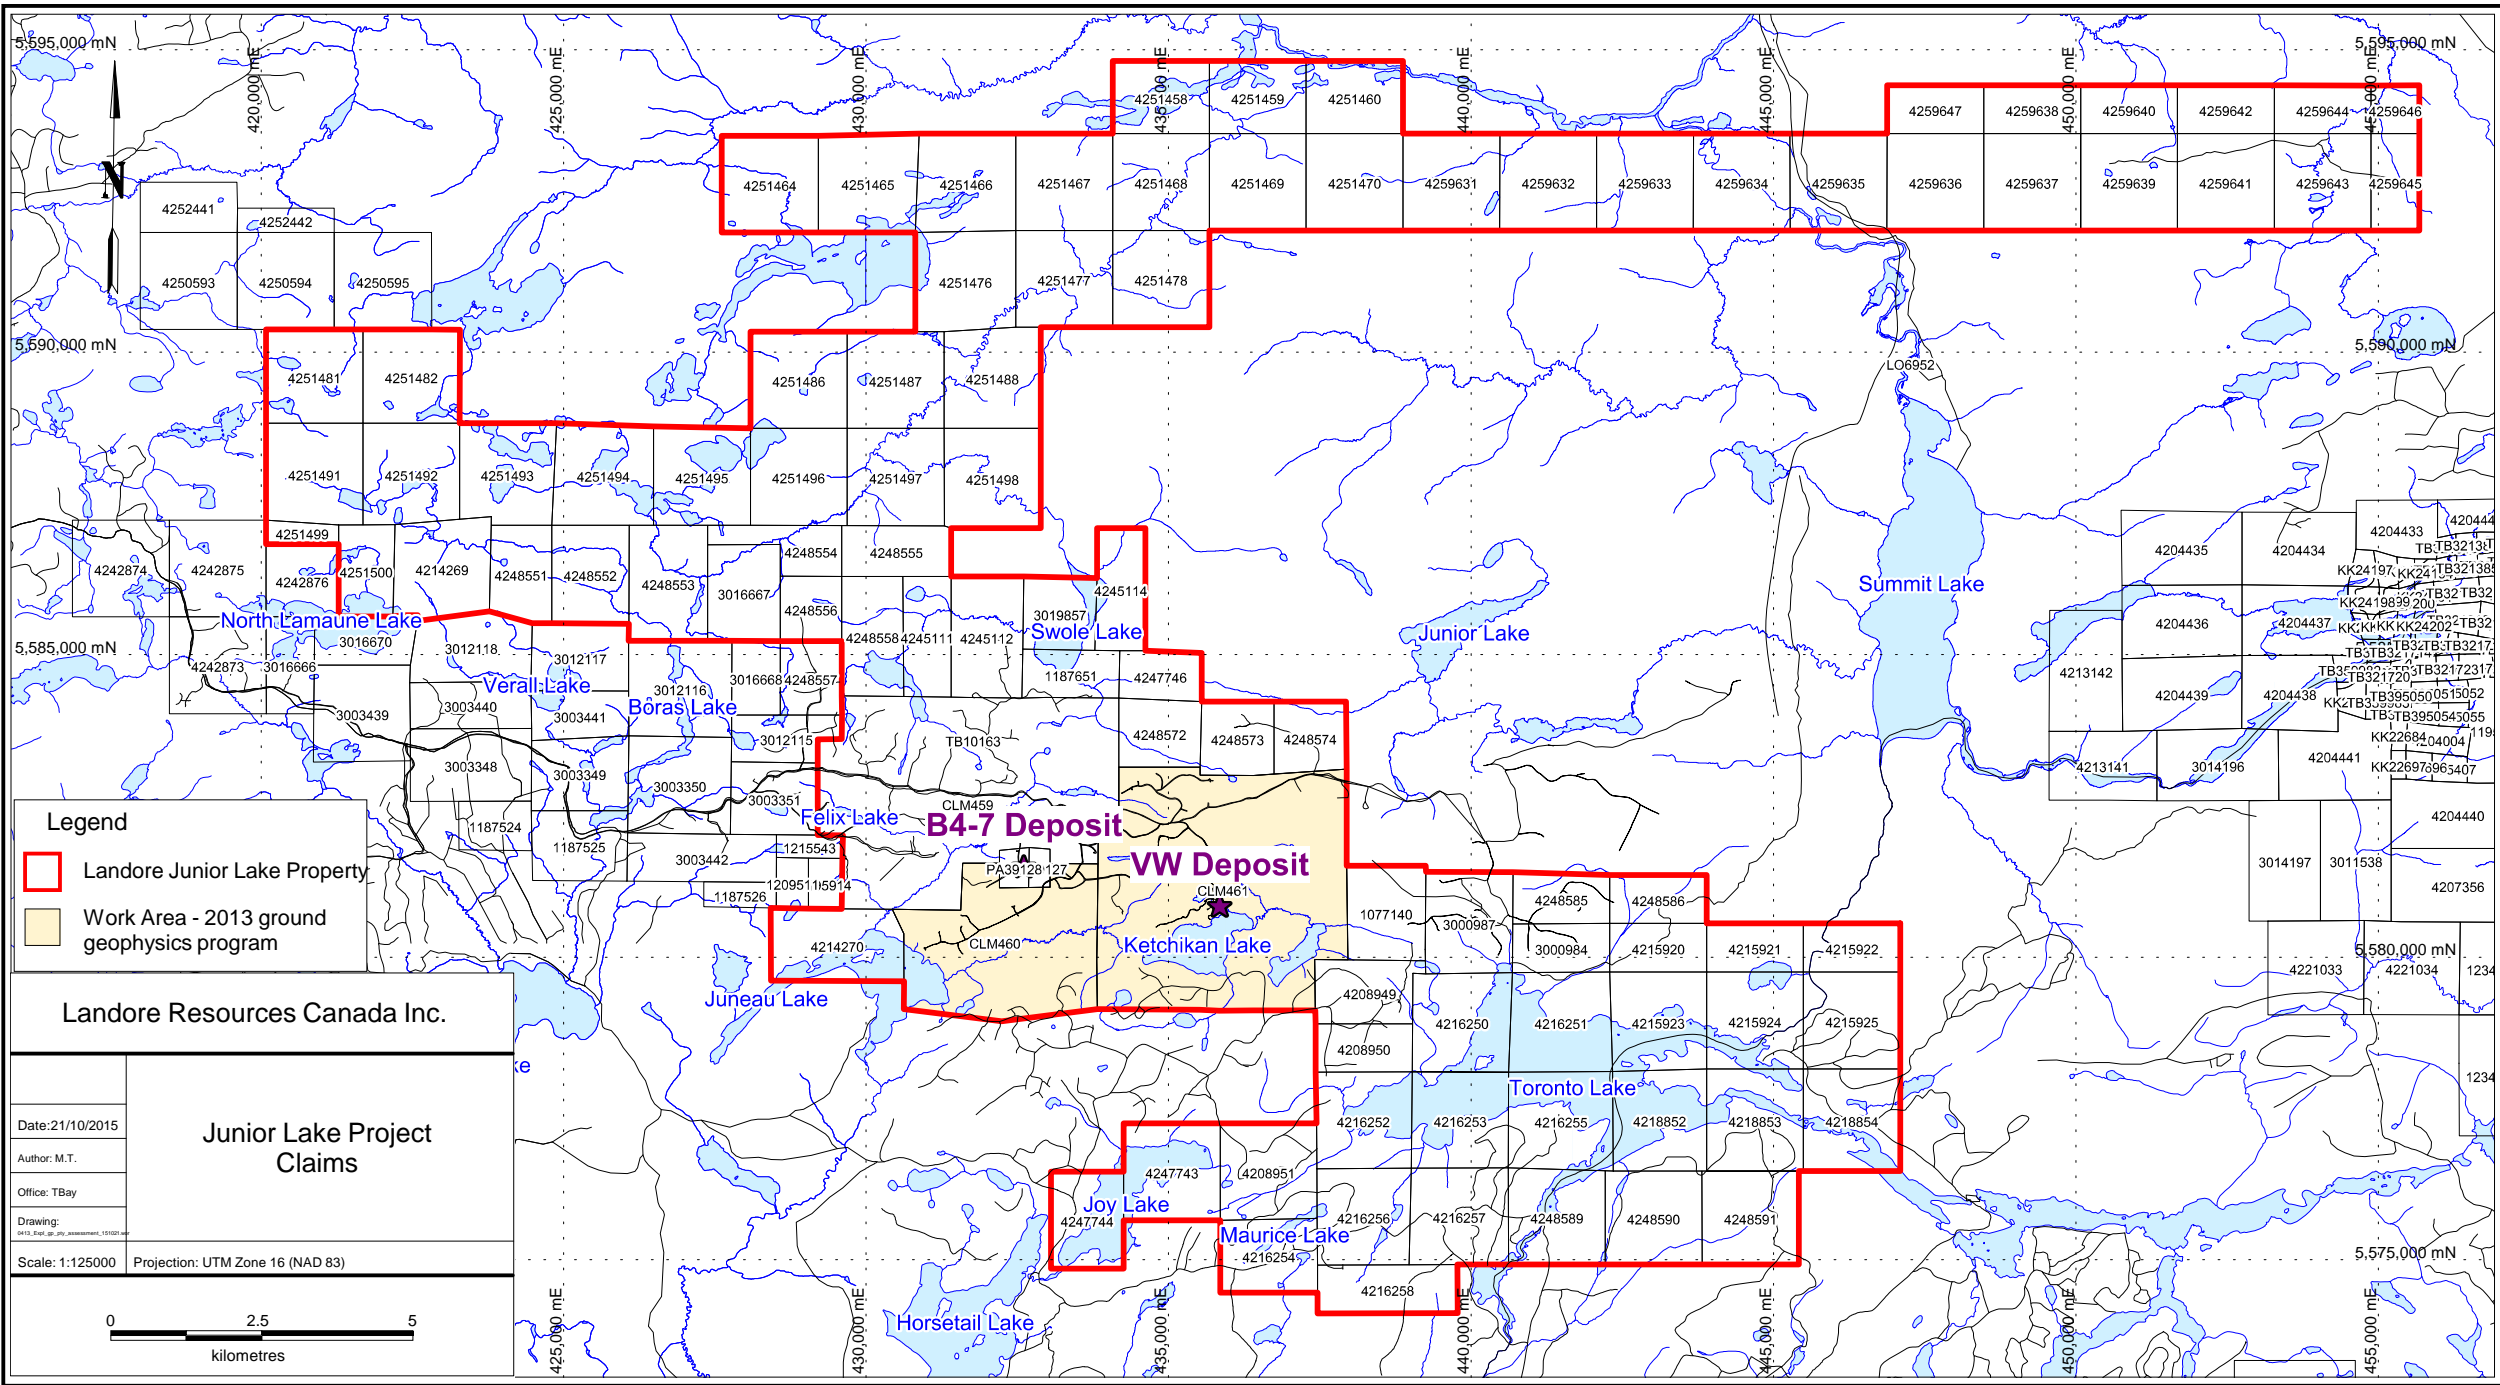 5,595,000 mN
5,595,000 mN
420,000 mE
425,000 mE
430,000 mE
435,000 mE
440,000 mE
445,000 mE
450,000 mE
455,000 mE
N
4251458
4251459
4251460
4259647
4259638
4259640
4259642
4259644
4259646
4252441
4252442
4251464
4251465
4251466
4251467
4251468
4251469
4251470
4259631
4259632
4259633
4259634
4259635
4259636
4259637
4259639
4259641
4259643
4259645
4250593
4250594
4250595
4251476
4251477
4251478
5,590,000 mN
5,590,000 mN
LO6952
4251481
4251482
4251486
4251487
4251488
4251491
4251492
4251493
4251494
4251495
4251496
4251497
4251498
4251499
4242874
4242875
4242876
4251500
4214269
4248551
4248552
4248553
4248554
4248555
3016667
4248556
4245114
3019857
4204433
4204435
4204434
North Lamaune Lake
3016670
3012118
3012117
4248558
4245111
4245112
Swole Lake
Junior Lake
Summit Lake
4204436
4204437
5,585,000 mN
4242873
3016666
Verall Lake
3012116
3016668
4248557
1187651
4247746
4213142
4204439
4204438
Boras Lake
3003439
3003440
3003441
3012115
TB10163
4248572
4248573
4248574
KK22684
3003348
3003349
3003350
3003351
4213141
3014196
4204441
KK22697
CLM459
Felix Lake
B4-7 Deposit
VW Deposit
1187524
1187525
3003442
1215543
PA39128
CLM461
4204440
3014197
3011538
4207356
1187526
1209511
4248585
4248586
1077140
3000987
4214270
CLM460
Ketchikan Lake
3000984
4215920
4215921
4215922
5,580,000 mN
4221033
4221034
Juneau Lake
4208949
4216250
4216251
4215923
4215924
4215925
4208950
Toronto Lake
4216252
4216253
4216255
4218852
4218853
4218854
4247743
4208951
Joy Lake
4247744
4216256
4216257
4248589
4248590
4248591
Maurice Lake
4216254
5,575,000 mN
4216258
Horsetail Lake
425,000 mE
430,000 mE
435,000 mE
440,000 mE
445,000 mE
450,000 mE
455,000 mE
Legend
Landore Junior Lake Property
Work Area - 2013 ground
geophysics program
Landore Resources Canada Inc.
Date:21/10/2015
Author: M.T.
Office: TBay
Drawing:
Junior Lake Project
Claims
Scale: 1:125000
Projection: UTM Zone 16 (NAD 83)
0 2.5 5
kilometres